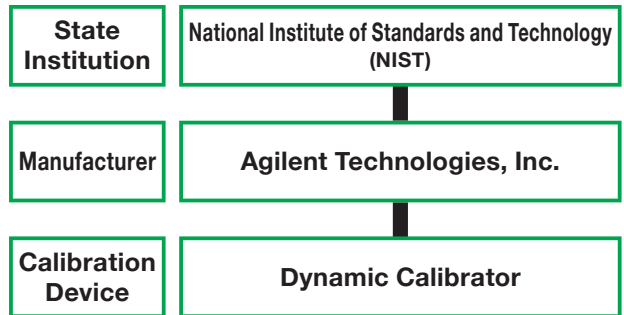 State
Institution
National Institute of Standards and Technology
(NIST)
Manufacturer
Agilent Technologies, Inc.
Calibration
Device
Dynamic Calibrator